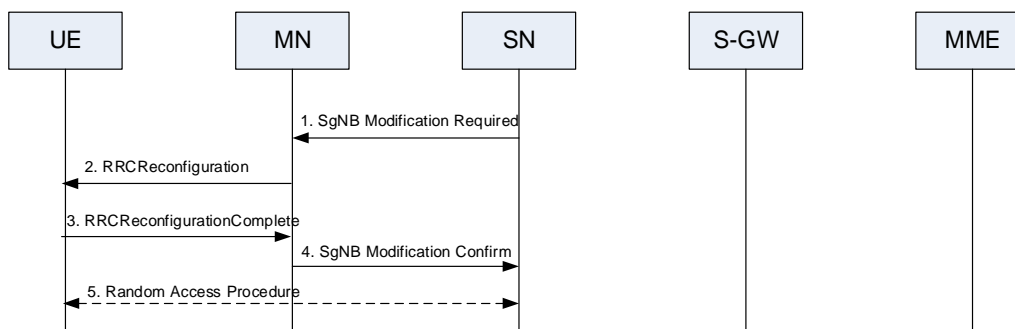 UE
MN
SN
S-GW
MME
1. SgNB Modification Required
2. RRCReconfiguration
3. RRCReconfigurationComplete
4. SgNB Modification Confirm
5. Random Access Procedure